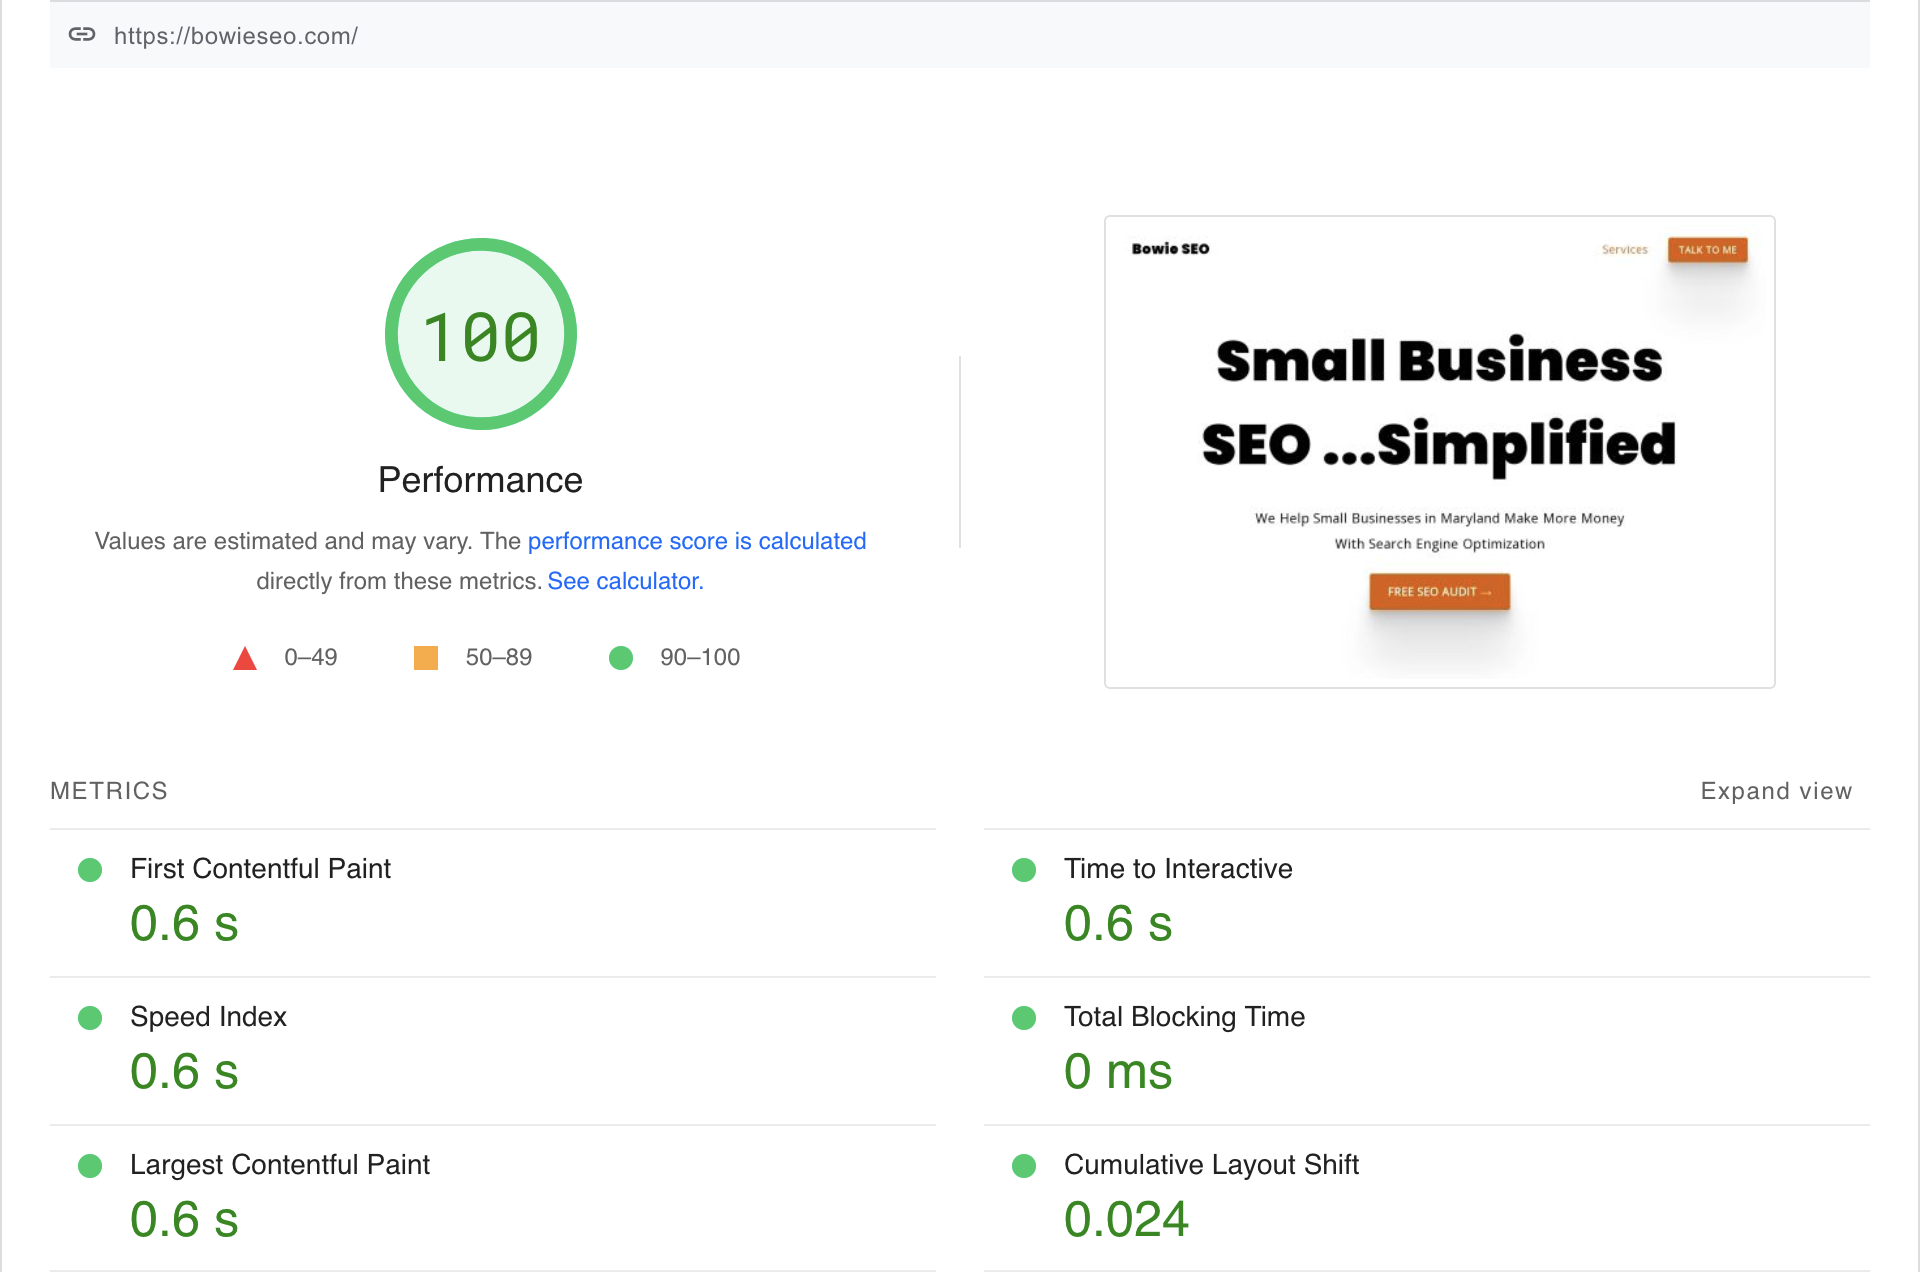 https://bowieseo.com/
100
Performance
Values are estimated and may vary. The performance score is calculated
directly from these metrics. See calculator.
0–49
50–89
90–100
Bowie SEO
Services
TALK TO ME
Small Business
SEO ...Simplified
We Help Small Businesses in Maryland Make More Money
With Search Engine Optimization
FREE SEO AUDIT →
METRICS
Expand view
First Contentful Paint
0.6 s
Time to Interactive
0.6 s
Speed Index
0.6 s
Total Blocking Time
0 ms
Largest Contentful Paint
0.6 s
Cumulative Layout Shift
0.024